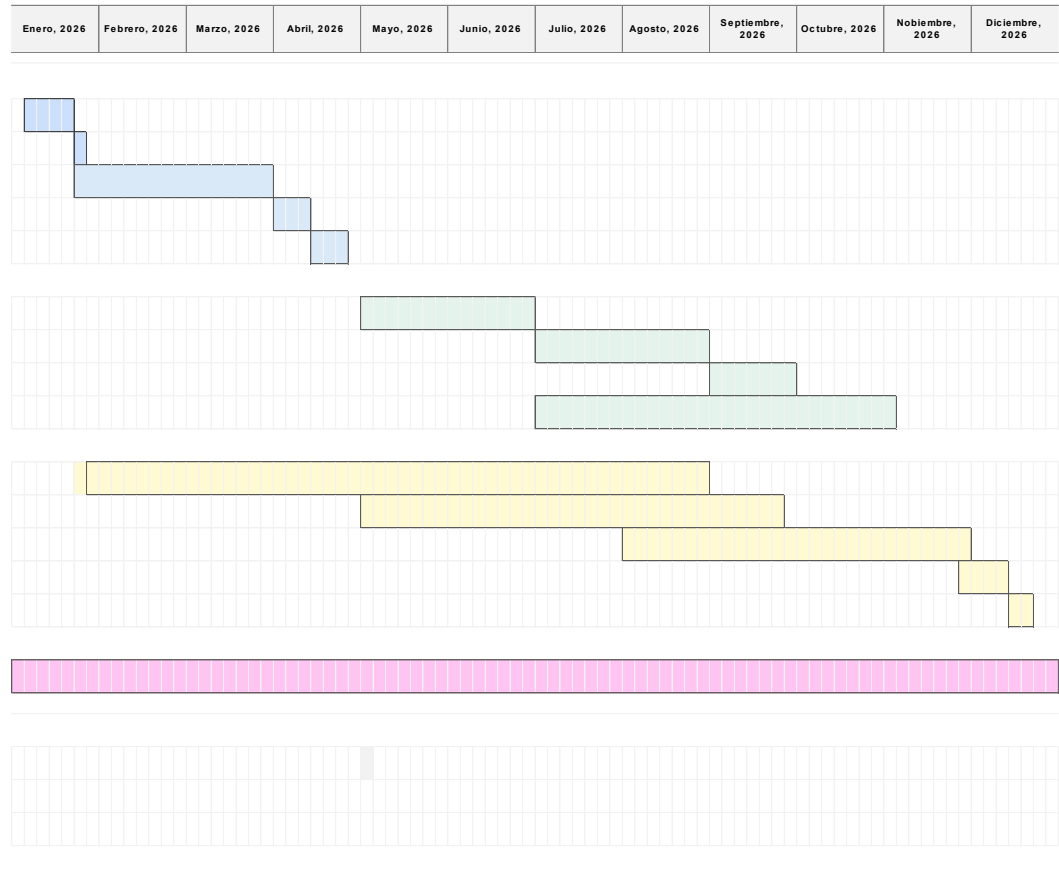 Enero, 2026
Febrero, 2026
Marzo, 2026
Abril, 2026
Mayo, 2026
Junio, 2026
Julio, 2026
Agosto, 2026
Septiembre,
2026
Octubre, 2026
Nobiembre,
2026
Diciembre,
2026